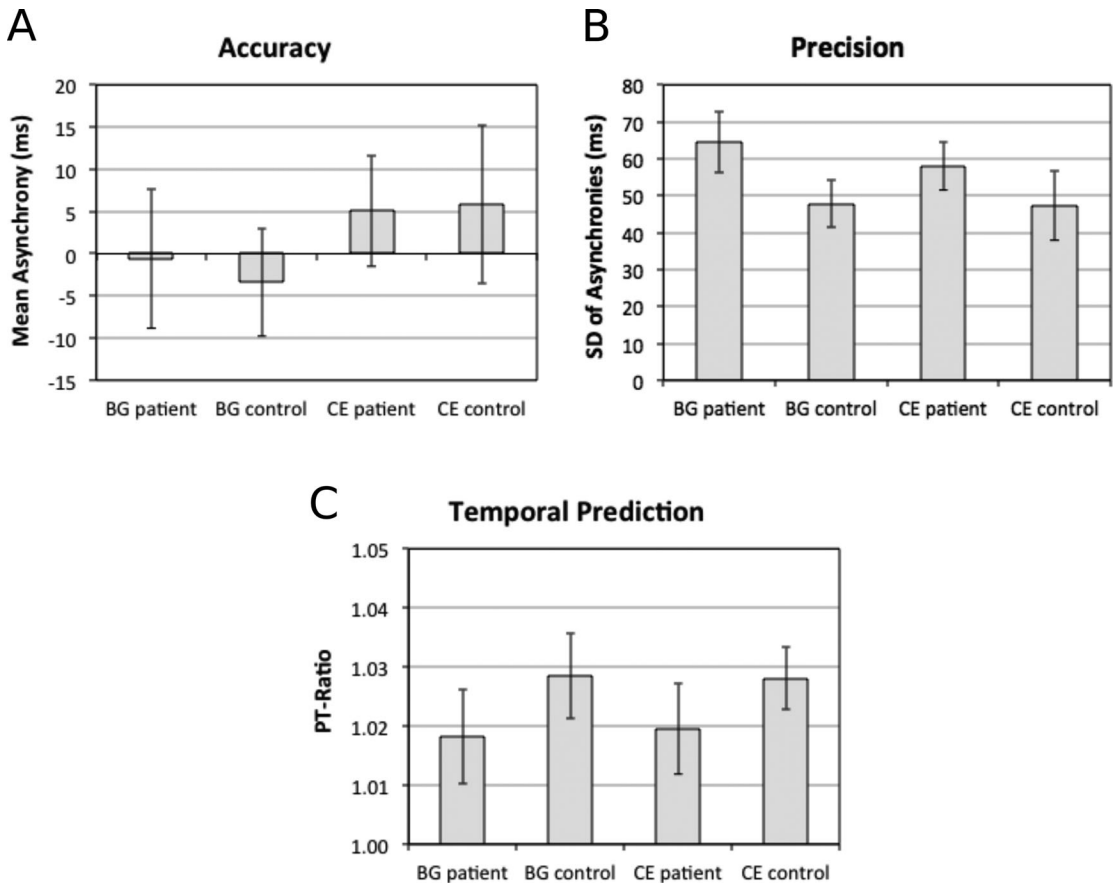 A
Accuracy
Mean Asynchrony (ms)
20
15
10
5
0
-5
-10
-15
BG patient BG control CE patient CE control
B
Precision
SD of Asynchronies (ms)
80
70
60
50
40
30
20
10
0
BG patient BG control CE patient CE control
C
Temporal Prediction
PT-Ratio
1.05
1.04
1.03
1.02
1.01
1.00
BG patient BG control CE patient CE control